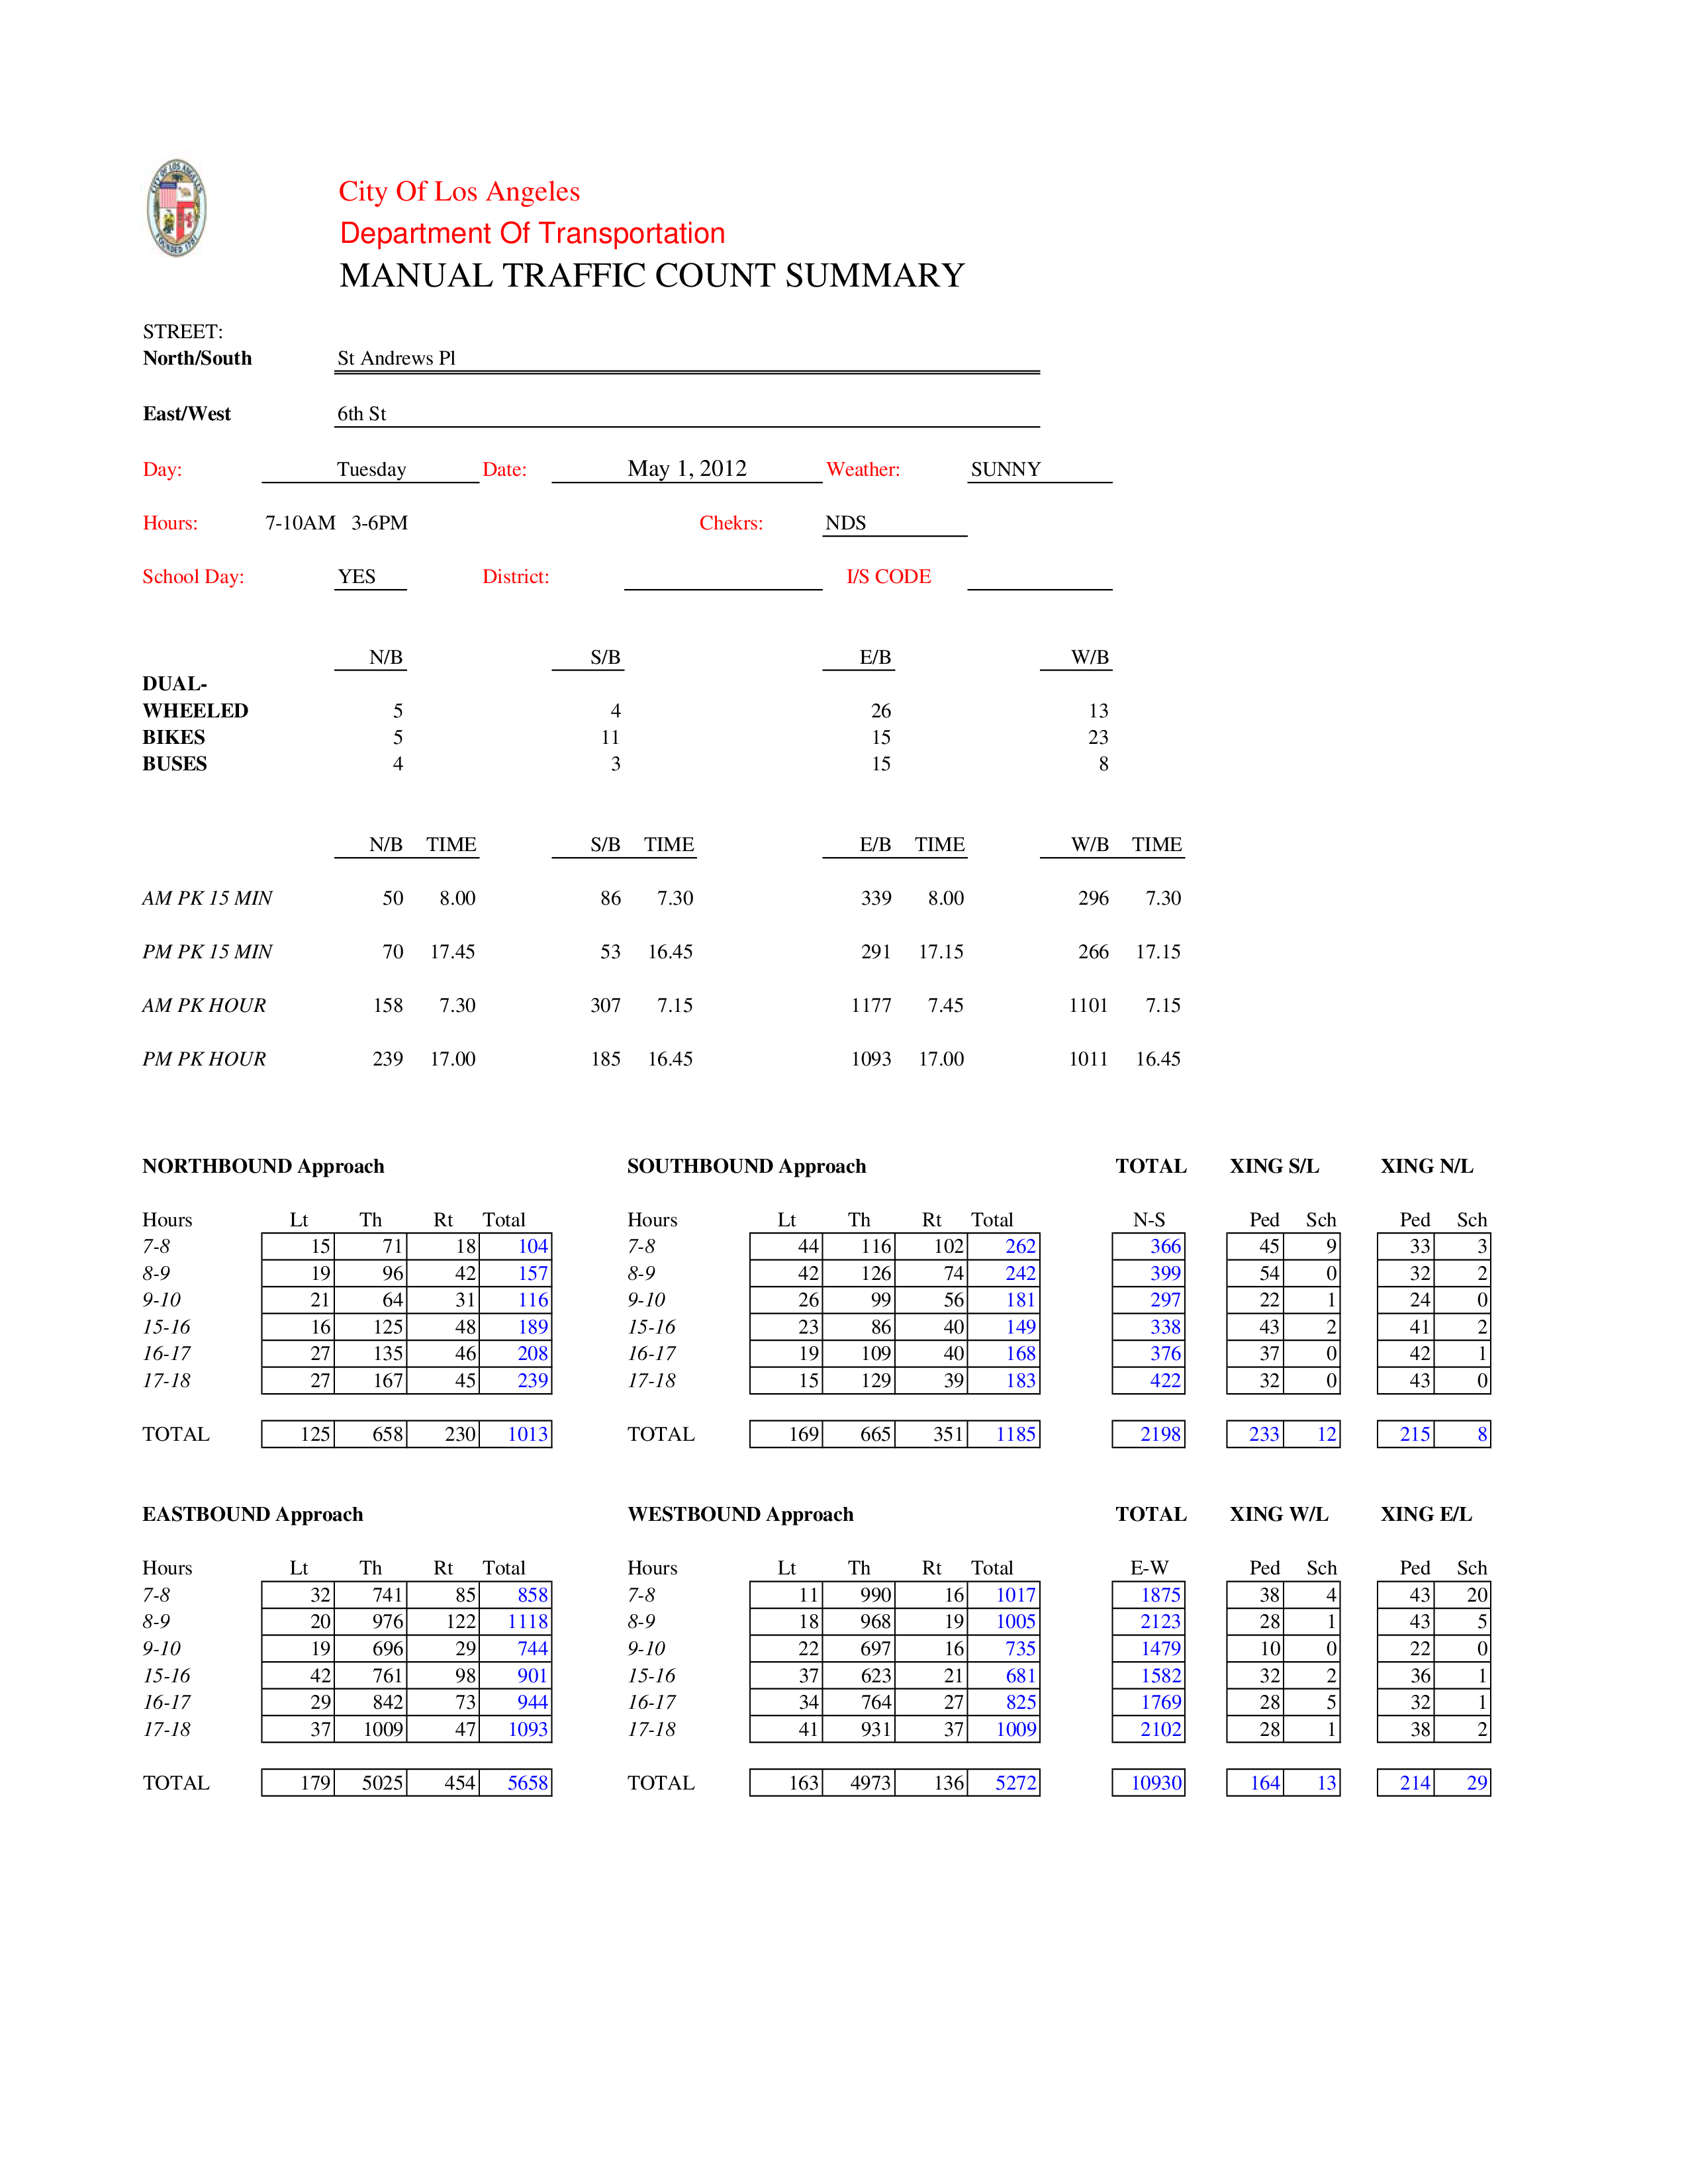 City Of Los Angeles
Department Of Transportation
MANUAL TRAFFIC COUNT SUMMARY
STREET:
North/South St Andrews Pl
East/West 6th St
Day: Tuesday Date: May 1, 2012 Weather: SUNNY
Hours: 7-10AM 3-6PM Chekrs: NDS
School Day: YES District: I/S CODE
N/B S/B E/B W/B
DUAL-
WHEELED 5 4 26 13
BIKES 5 11 15 23
BUSES 4 3 15 8
N/B TIME S/B TIME E/B TIME W/B TIME
AM PK 15 MIN 50 8.00 86 7.30 339 8.00 296 7.30
PM PK 15 MIN 70 17.45 53 16.45 291 17.15 266 17.15
AM PK HOUR 158 7.30 307 7.15 1177 7.45 1101 7.15
PM PK HOUR 239 17.00 185 16.45 1093 17.00 1011 16.45
NORTHBOUND Approach SOUTHBOUND Approach TOTAL XING S/L XING N/L
Hours Lt Th Rt Total Hours Lt Th Rt Total N-S Ped Sch Ped Sch
7-8 15 71 18 104 7-8 44 116 102 262 366 45 9 33 3
8-9 19 96 42 157 8-9 42 126 74 242 399 54 0 32 2
9-10 21 64 31 116 9-10 26 99 56 181 297 22 1 24 0
15-16 16 125 48 189 15-16 23 86 40 149 338 43 2 41 2
16-17 27 135 46 208 16-17 19 109 40 168 376 37 0 42 1
17-18 27 167 45 239 17-18 15 129 39 183 422 32 0 43 0
TOTAL 125 658 230 1013 TOTAL 169 665 351 1185 2198 233 12 215 8
EASTBOUND Approach WESTBOUND Approach TOTAL XING W/L XING E/L
Hours Lt Th Rt Total Hours Lt Th Rt Total E-W Ped Sch Ped Sch
7-8 32 741 85 858 7-8 11 990 16 1017 1875 38 4 43 20
8-9 20 976 122 1118 8-9 18 968 19 1005 2123 28 1 43 5
9-10 19 696 29 744 9-10 22 697 16 735 1479 10 0 22 0
15-16 42 761 98 901 15-16 37 623 21 681 1582 32 2 36 1
16-17 29 842 73 944 16-17 34 764 27 825 1769 28 5 32 1
17-18 37 1009 47 1093 17-18 41 931 37 1009 2102 28 1 38 2
TOTAL 179 5025 454 5658 TOTAL 163 4973 136 5272 10930 164 13 214 29